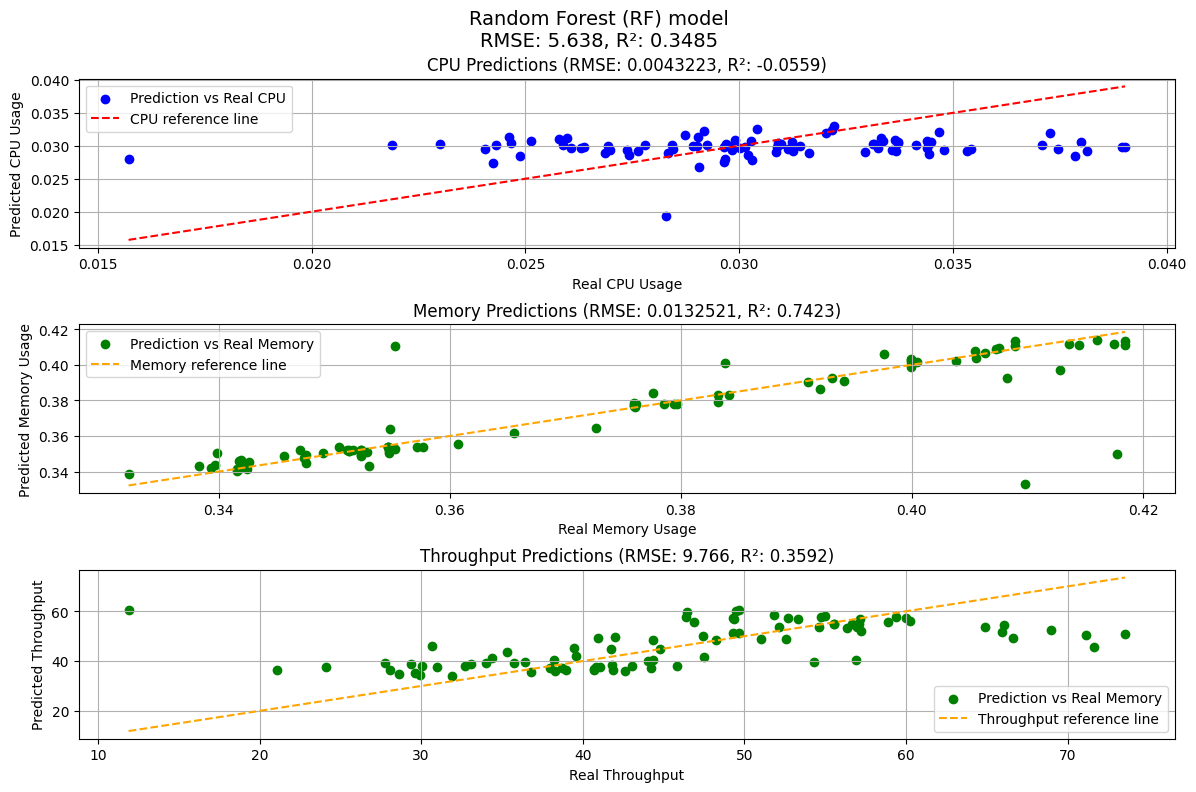 Random Forest (RF) model
RMSE: 5.638, R²: 0.3485
CPU Predictions (RMSE: 0.0043223, R²: -0.0559)
Predicted CPU Usage
0.040
0.035
0.030
0.025
0.020
0.015
Prediction vs Real CPU
CPU reference line
0.015 0.020 0.025 0.030 0.035 0.040
Real CPU Usage
Memory Predictions (RMSE: 0.0132521, R²: 0.7423)
Predicted Memory Usage
0.42
0.40
0.38
0.36
0.34
Prediction vs Real Memory
Memory reference line
0.34 0.36 0.38 0.40 0.42
Real Memory Usage
Throughput Predictions (RMSE: 9.766, R²: 0.3592)
Predicted Throughput
60
40
20
Prediction vs Real Memory
Throughput reference line
10 20 30 40 50 60 70
Real Throughput